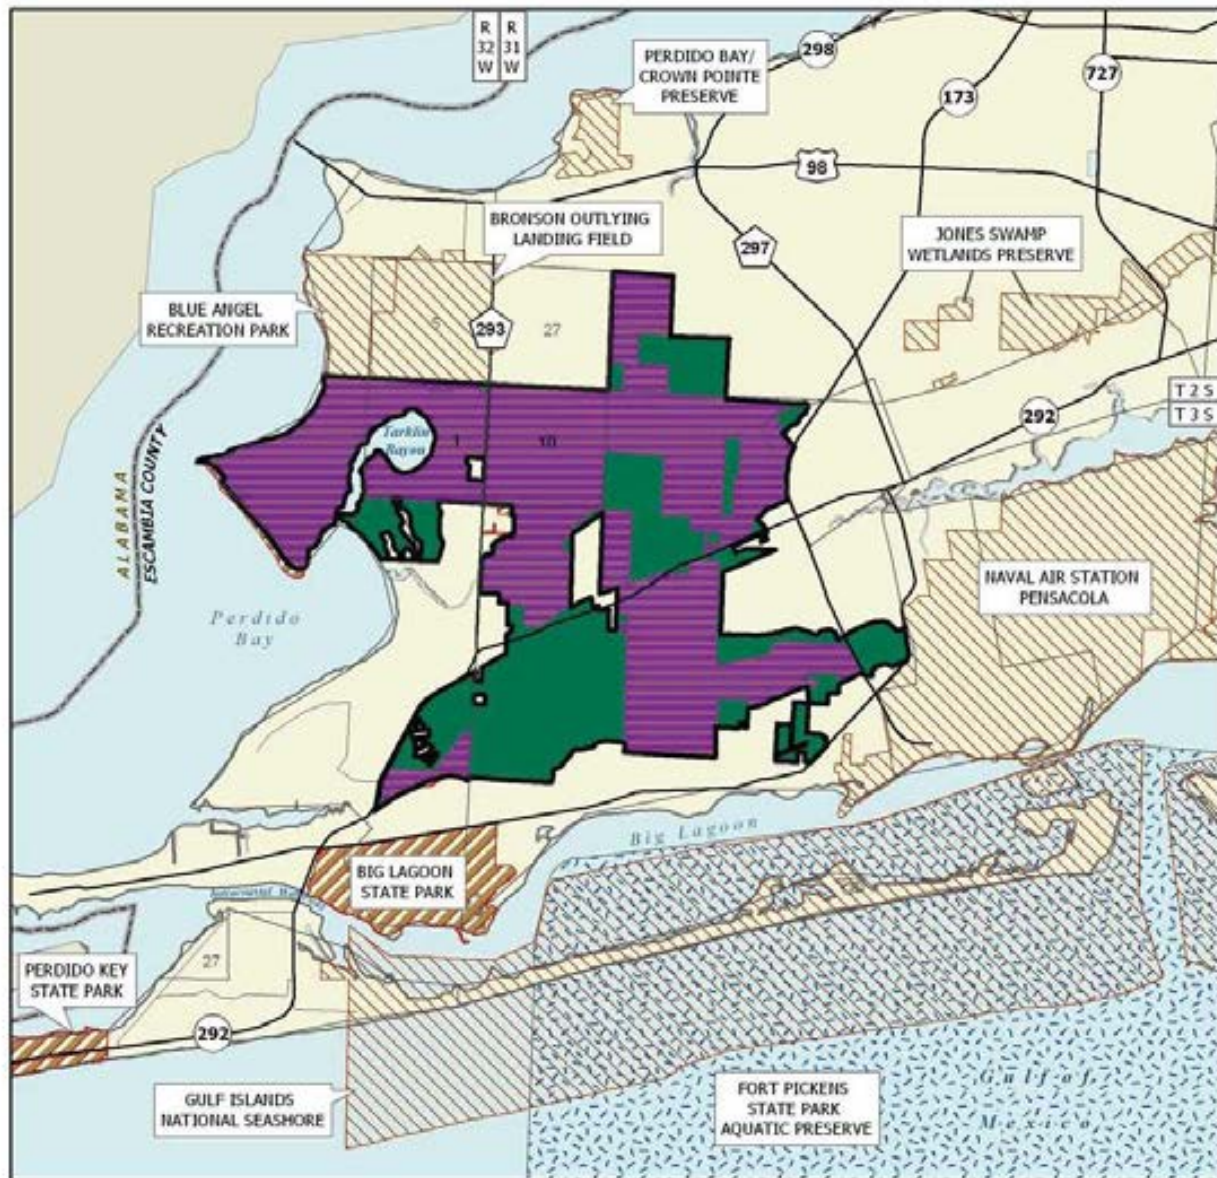 R
32
W
R
31
W
PERDIDO BAY/
CROWN POINTE
PRESERVE
298
727
173
98
BRONSON OUTLYING
LANDING FIELD
297
JONES SWAMP
WETLANDS PRESERVE
BLUE ANGEL
RECREATION PARK
5
293
27
T 2 S
T 3 S
292
Tarkiln
Bayou
1
10
ALABAMA
ESCAMBIA COUNTY
NAVAL AIR STATION
PENSACOLA
Perdido
Bay
Big Lagoon
BIG LAGOON
STATE PARK
27
PERDIDO KEY
STATE PARK
292
GULF ISLANDS
NATIONAL SEASHORE
FORT PICKENS
STATE PARK
AQUATIC PRESERVE
Gulf of
Mexico